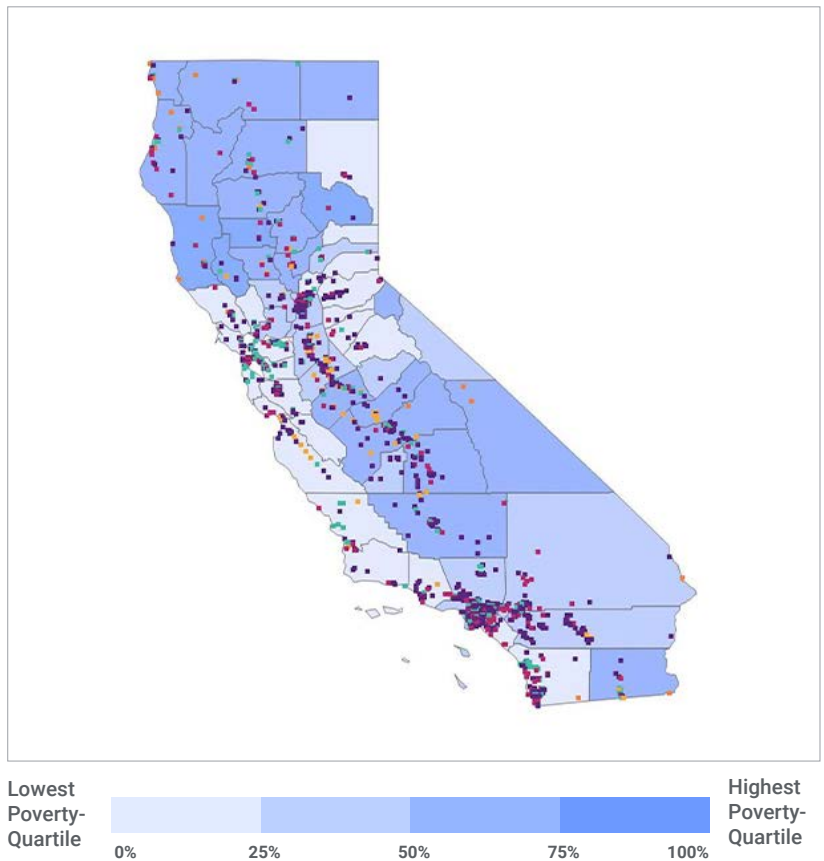 Lowest
Poverty-
Quartile
0%
25%
50%
75%
100%
Highest
Poverty-
Quartile